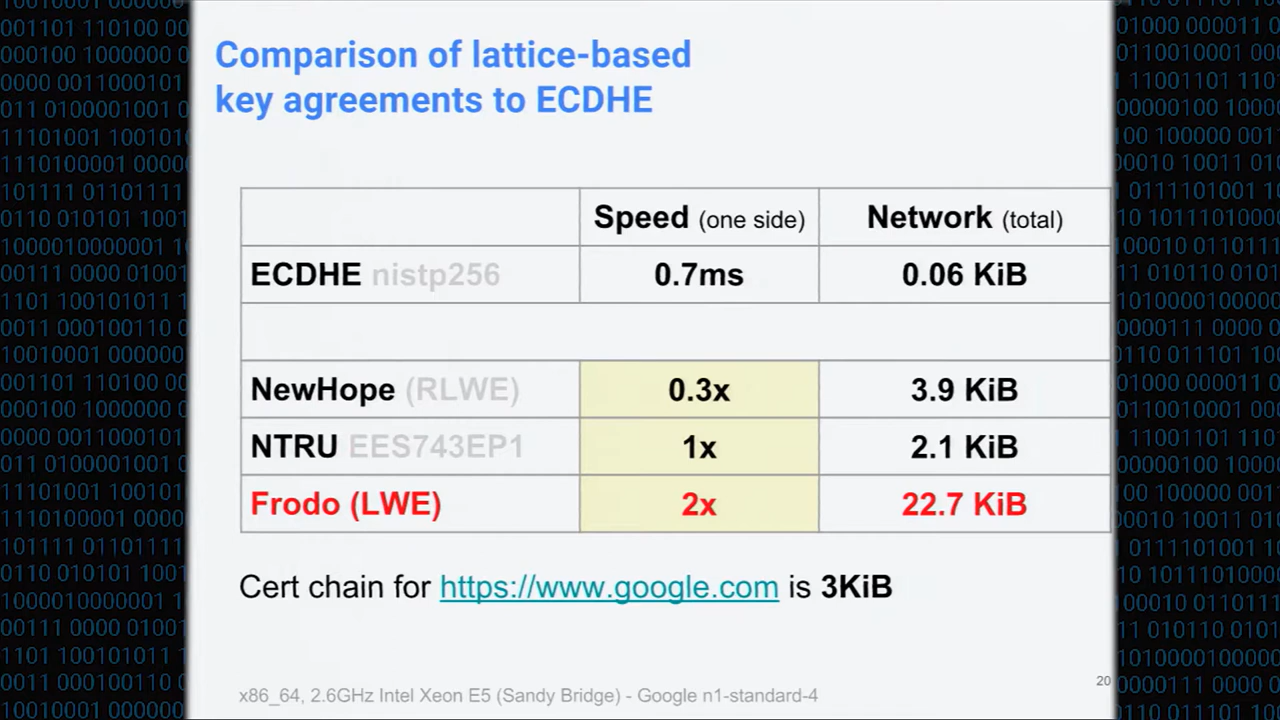 Comparison of lattice-based
key agreements to ECDHE
Speed (one side) Network (total)
ECDHE nistp256 0.7ms 0.06 KiB
NewHope (RLWE) 0.3x 3.9 KiB
NTRU EES743EP1 1x 2.1 KiB
Frodo (LWE) 2x 22.7 KiB
Cert chain for https://www.google.com is 3KiB
20
x86_64, 2.6GHz Intel Xeon E5 (Sandy Bridge) - Google n1-standard-4